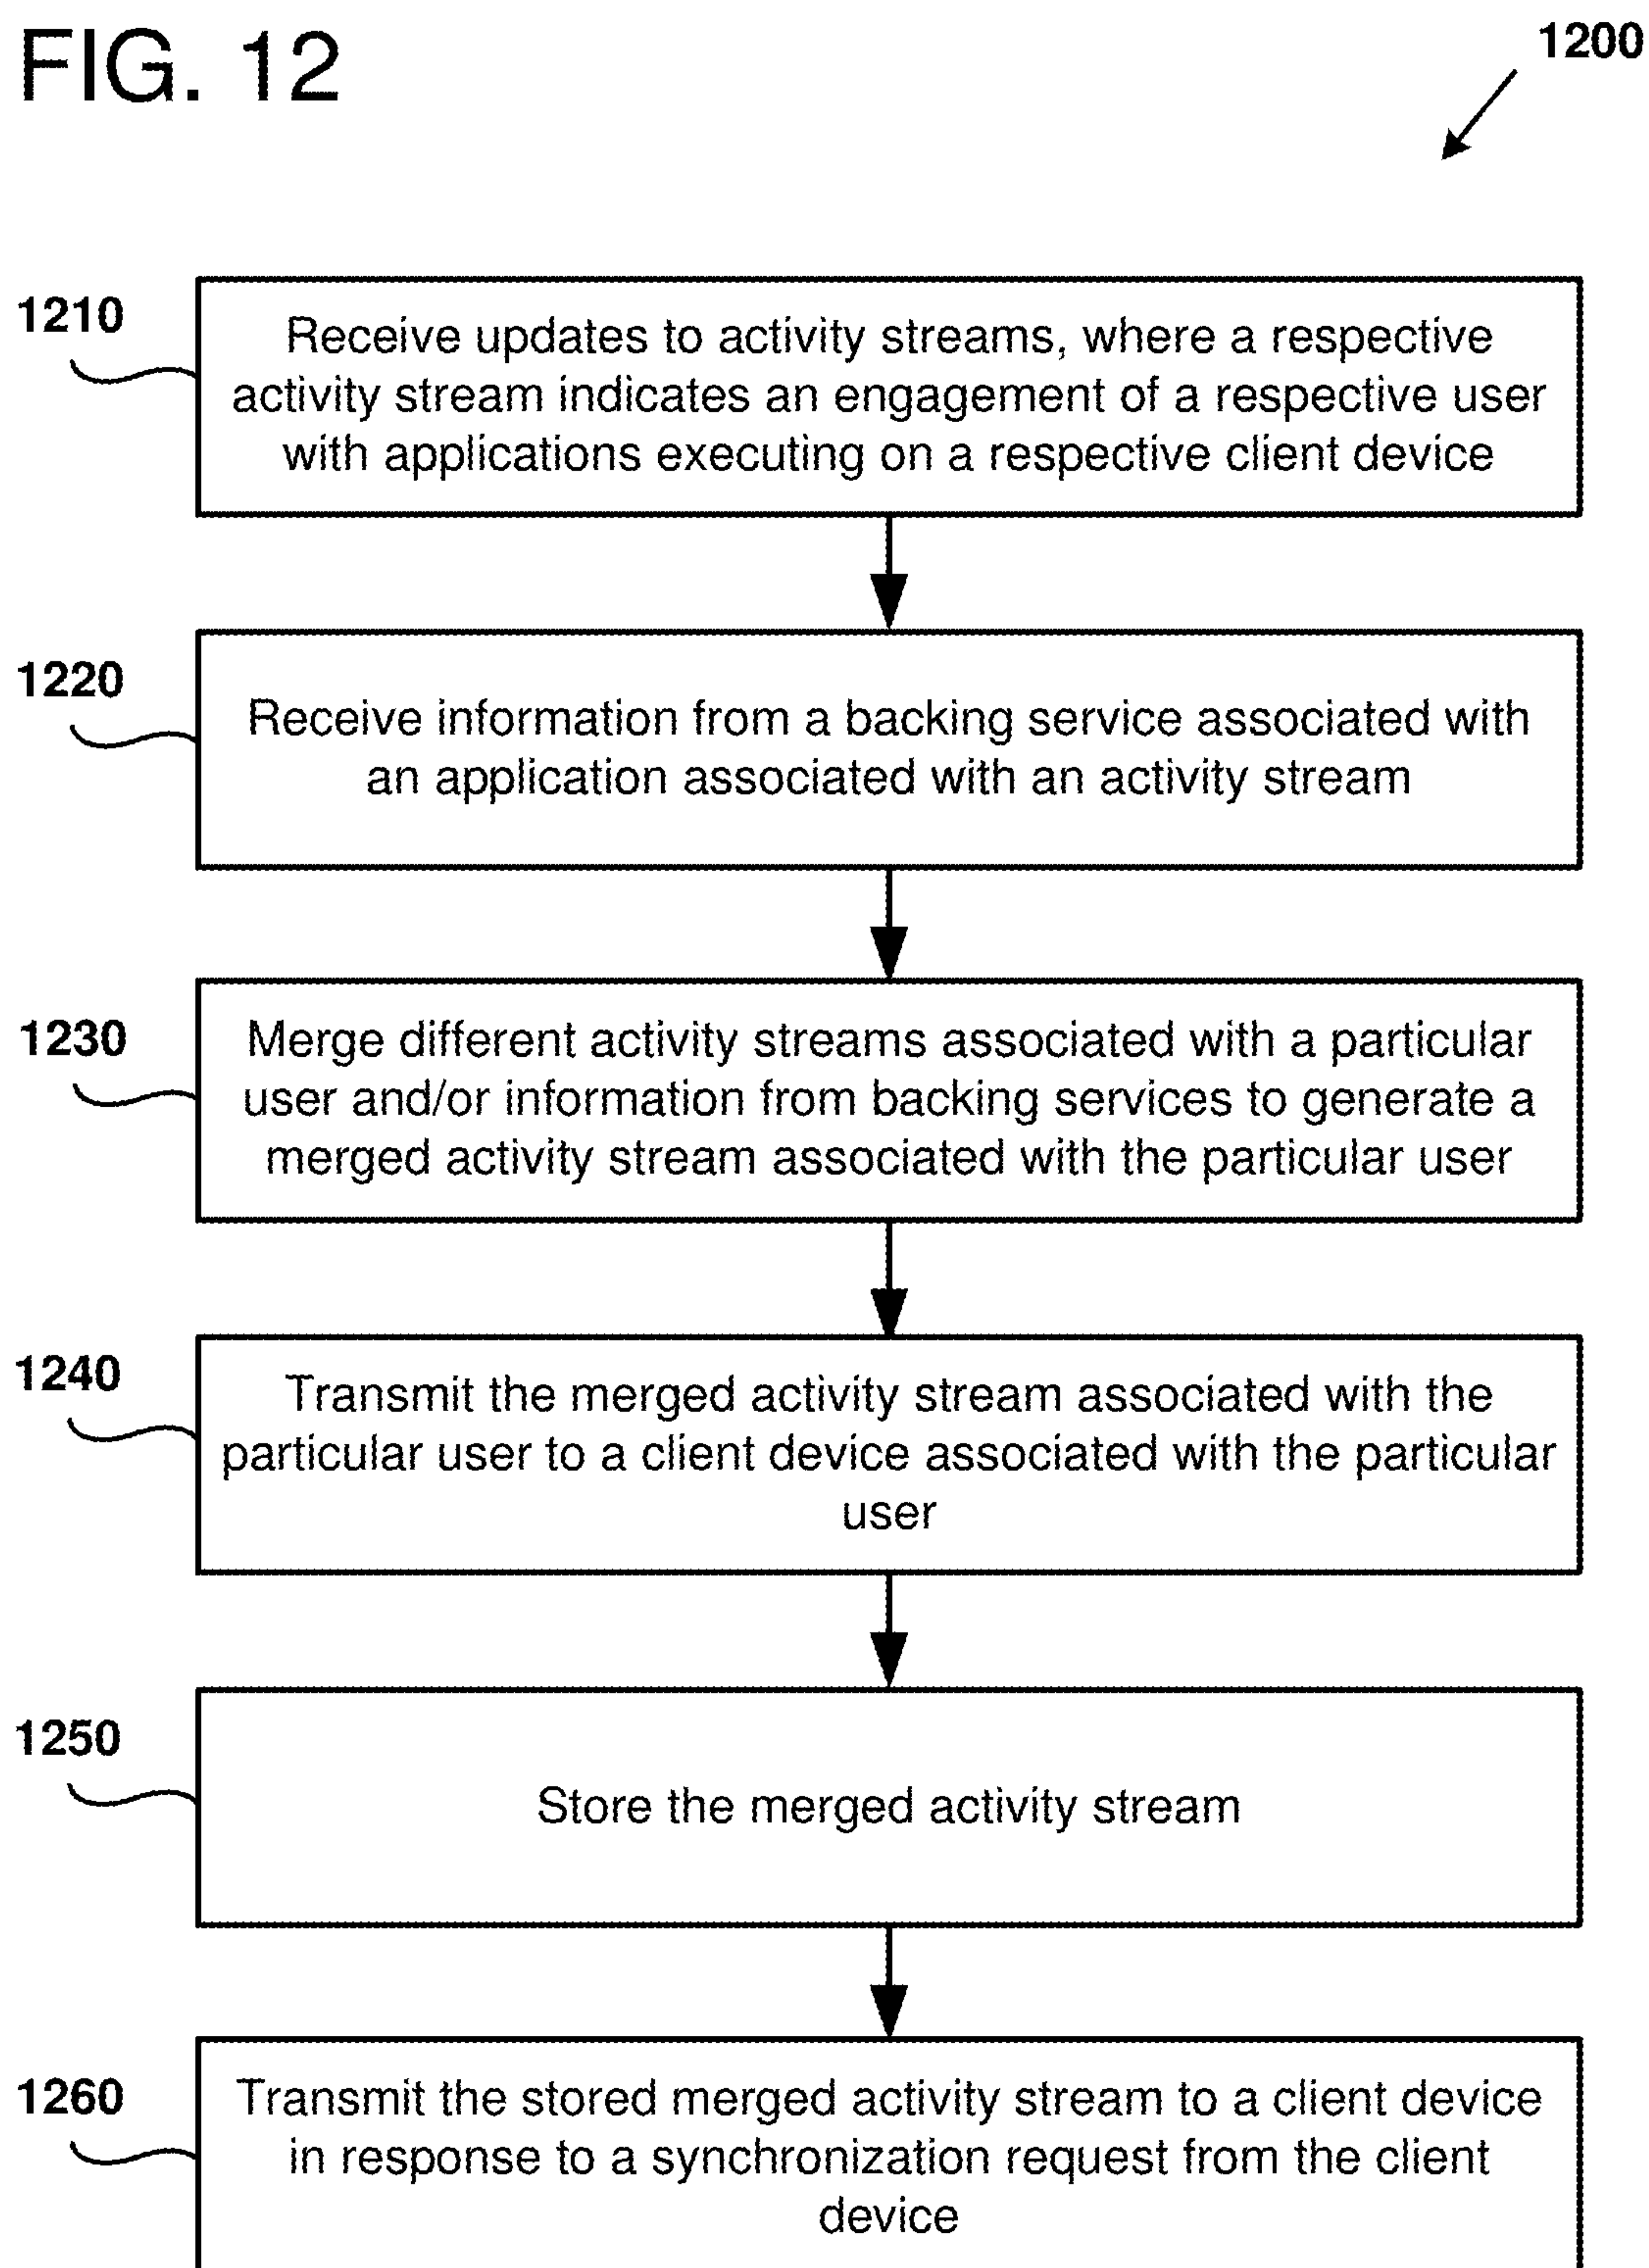 FIG. 12
1200
1210
Receive updates to activity streams, where a respective
activity stream indicates an engagement of a respective user
with applications executing on a respective client device
1220
Receive information from a backing service associated with
an application associated with an activity stream
1230
Merge different activity streams associated with a particular
user and/or information from backing services to generate a
merged activity stream associated with the particular user
1240
Transmit the merged activity stream associated with the
particular user to a client device associated with the particular
user
1250
Store the merged activity stream
1260
Transmit the stored merged activity stream to a client device
in response to a synchronization request from the client
device